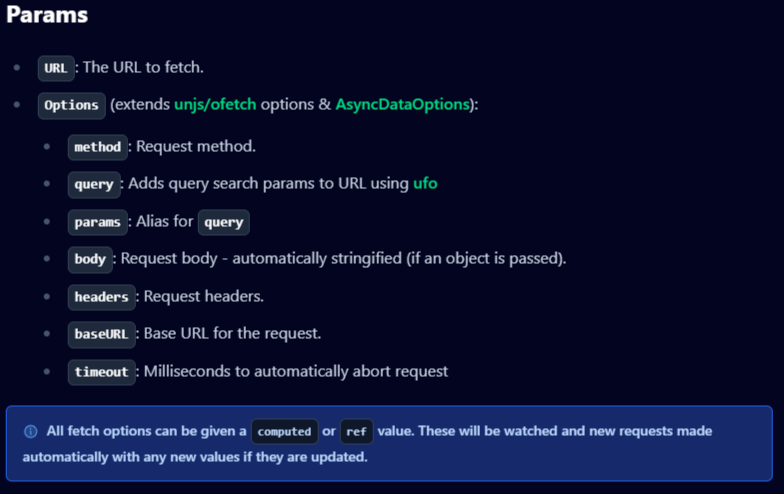 Params
URL: The URL to fetch.
Options (extends unjs/ofetch options & AsyncDataOptions):
method: Request method.
query: Adds query search params to URL using ufo
params: Alias for query
body: Request body - automatically stringified (if an object is passed).
headers: Request headers.
baseURL: Base URL for the request.
timeout: Milliseconds to automatically abort request
All fetch options can be given a computed or ref value. These will be watched and new requests made
automatically with any new values if they are updated.